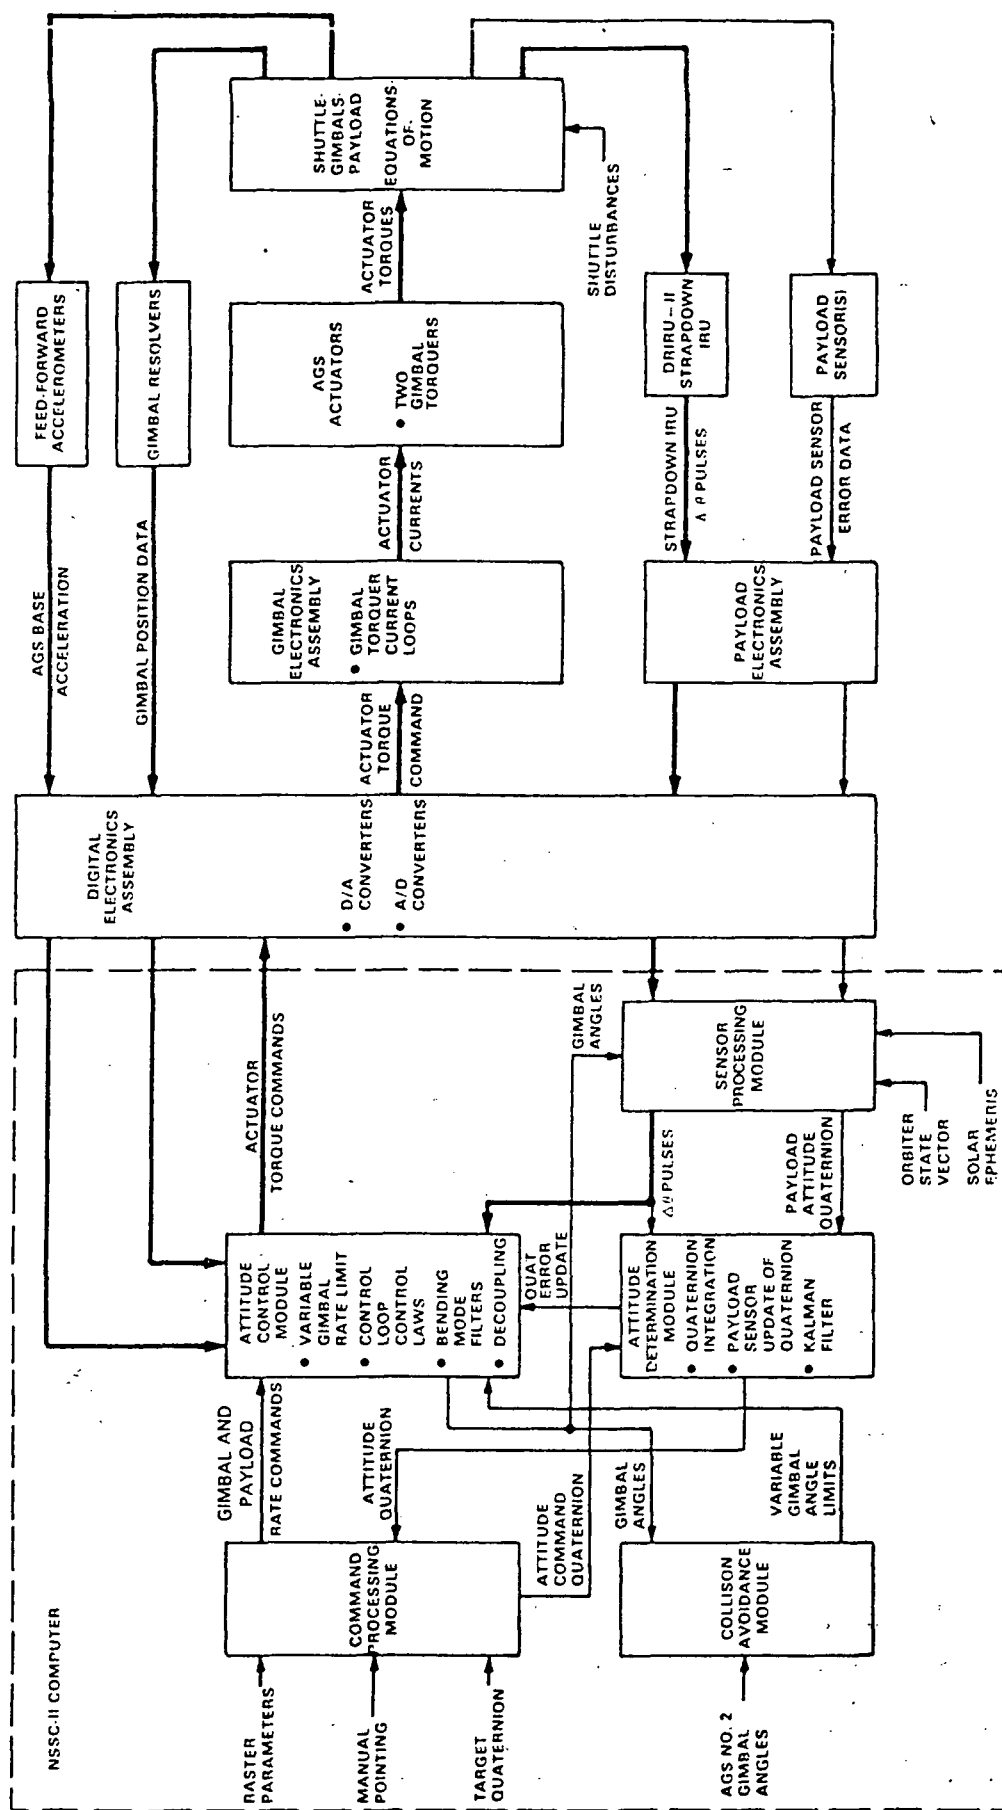 NSSC-II COMPUTER
RASTER
PARAMETERS
MANUAL
POINTING
TARGET
QUATERNION
AGS NO. 2
GIMBAL
ANGLES
COMMAND
PROCESSING
MODULE
COLLISON
AVOIDANCE
MODULE
GIMBAL AND
PAYLOAD
RATE COMMANDS
ATTITUDE
QUATERNION
ATTITUDE
COMMAND
QUATERNION
GIMBAL
ANGLES
VARIABLE
GIMBAL
ANGLE
LIMITS
ATTITUDE
CONTROL
MODULE
• VARIABLE
GIMBAL
RATE LIMIT
• CONTROL
LOOP
CONTROL
LAWS
• BENDING
MODE
FILTERS
• DECOUPLING
QUAT
ERROR
UPDATE
ATTITUDE
DETERMINATION
MODULE
• QUATERNION
INTEGRATION
• PAYLOAD
SENSOR
UPDATE OF
QUATERNION
• KALMAN
FILTER
ACTUATOR
TORQUE COMMANDS
GIMBAL
ANGLES
Δθ PULSES
PAYLOAD
ATTITUDE
QUATERNION
SENSOR
PROCESSING
MODULE
ORBITER
STATE
VECTOR
SOLAR
EPHEMERIS
DIGITAL
ELECTRONICS
ASSEMBLY
• D/A
CONVERTERS
• A/D
CONVERTERS
AGS BASE
ACCELERATION
GIMBAL POSITION DATA
ACTUATOR
TORQUE
COMMAND
GIMBAL
ELECTRONICS
ASSEMBLY
• GIMBAL
TORQUER
CURRENT
LOOPS
PAYLOAD
ELECTRONICS
ASSEMBLY
ACTUATOR
CURRENTS
STRAPDOWN IRU
Δθ PULSES
PAYLOAD SENSOR
ERROR DATA
FEED-FORWARD
ACCELEROMETERS
GIMBAL RESOLVERS
AGS
ACTUATORS
• TWO
GIMBAL
TORQUERS
DRIRU-II
STRAPDOWN
IRU
PAYLOAD
SENSOR(S)
ACTUATOR
TORQUES
SHUTTLE
DISTURBANCES
SHUTTLE-
GIMBALS-
PAYLOAD
EQUATIONS-
OF-
MOTION